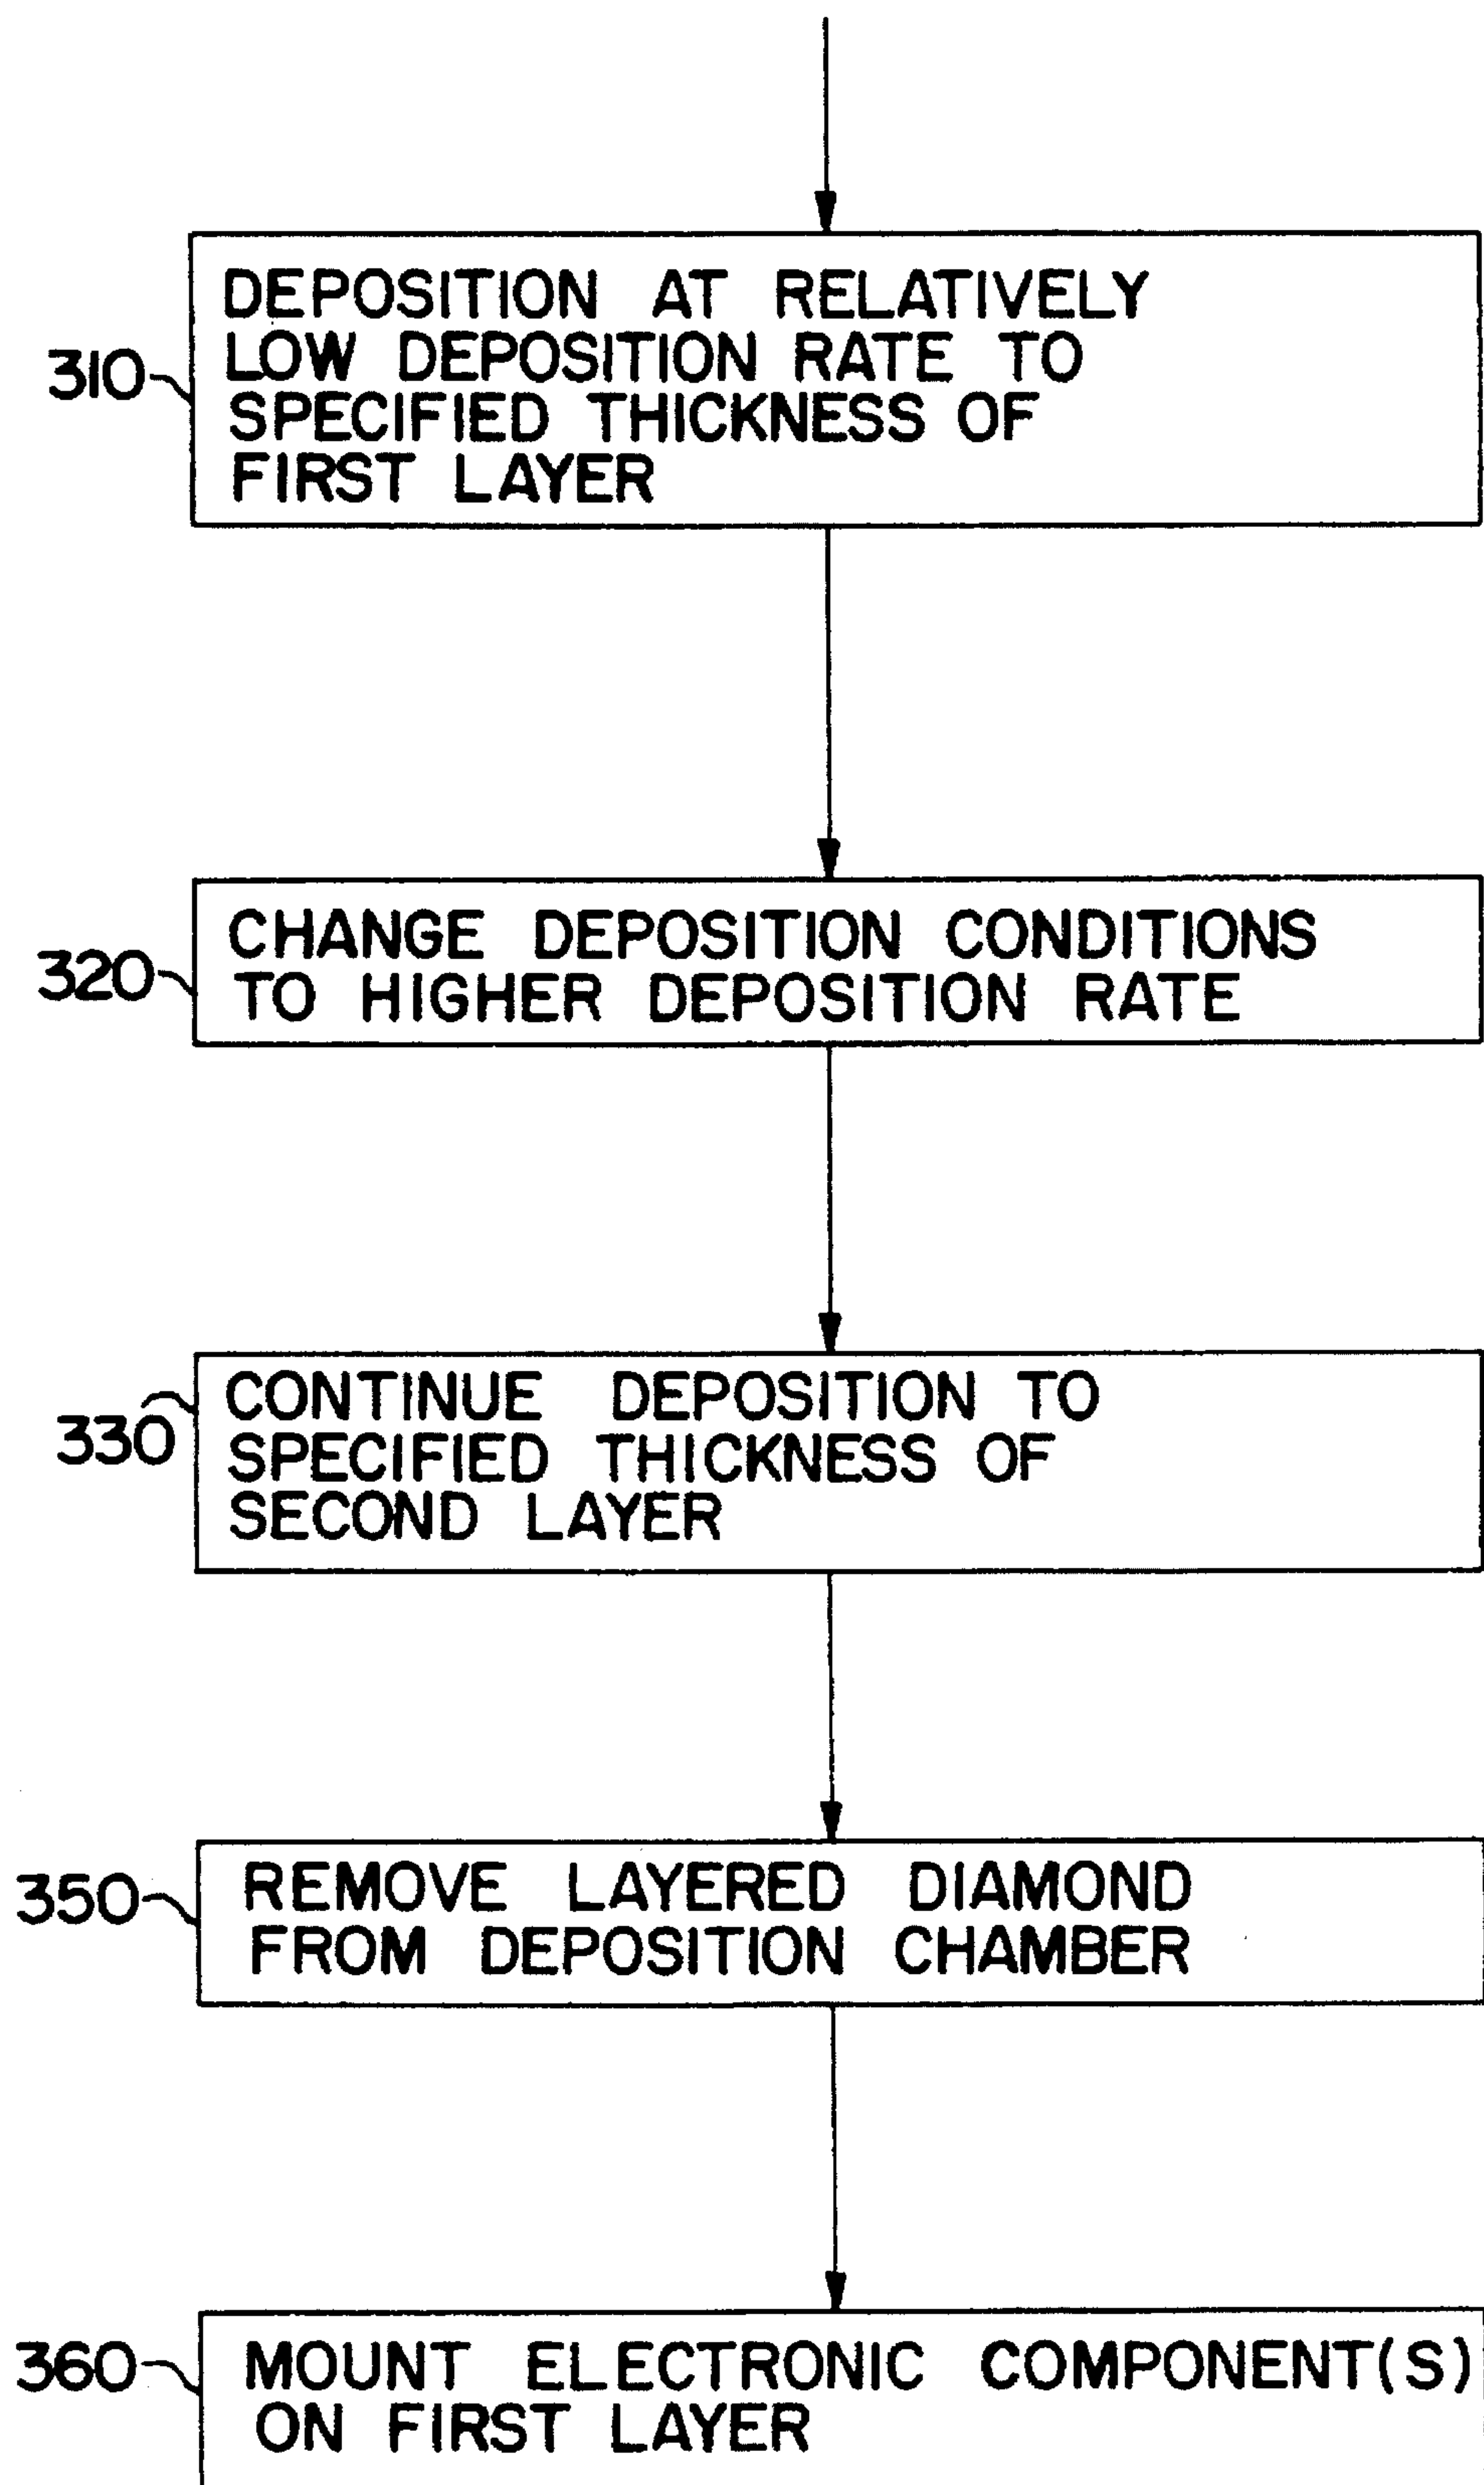 310
DEPOSITION AT RELATIVELY
LOW DEPOSITION RATE TO
SPECIFIED THICKNESS OF
FIRST LAYER
320
CHANGE DEPOSITION CONDITIONS
TO HIGHER DEPOSITION RATE
330
CONTINUE DEPOSITION TO
SPECIFIED THICKNESS OF
SECOND LAYER
350
REMOVE LAYERED DIAMOND
FROM DEPOSITION CHAMBER
360
MOUNT ELECTRONIC COMPONENT(S)
ON FIRST LAYER